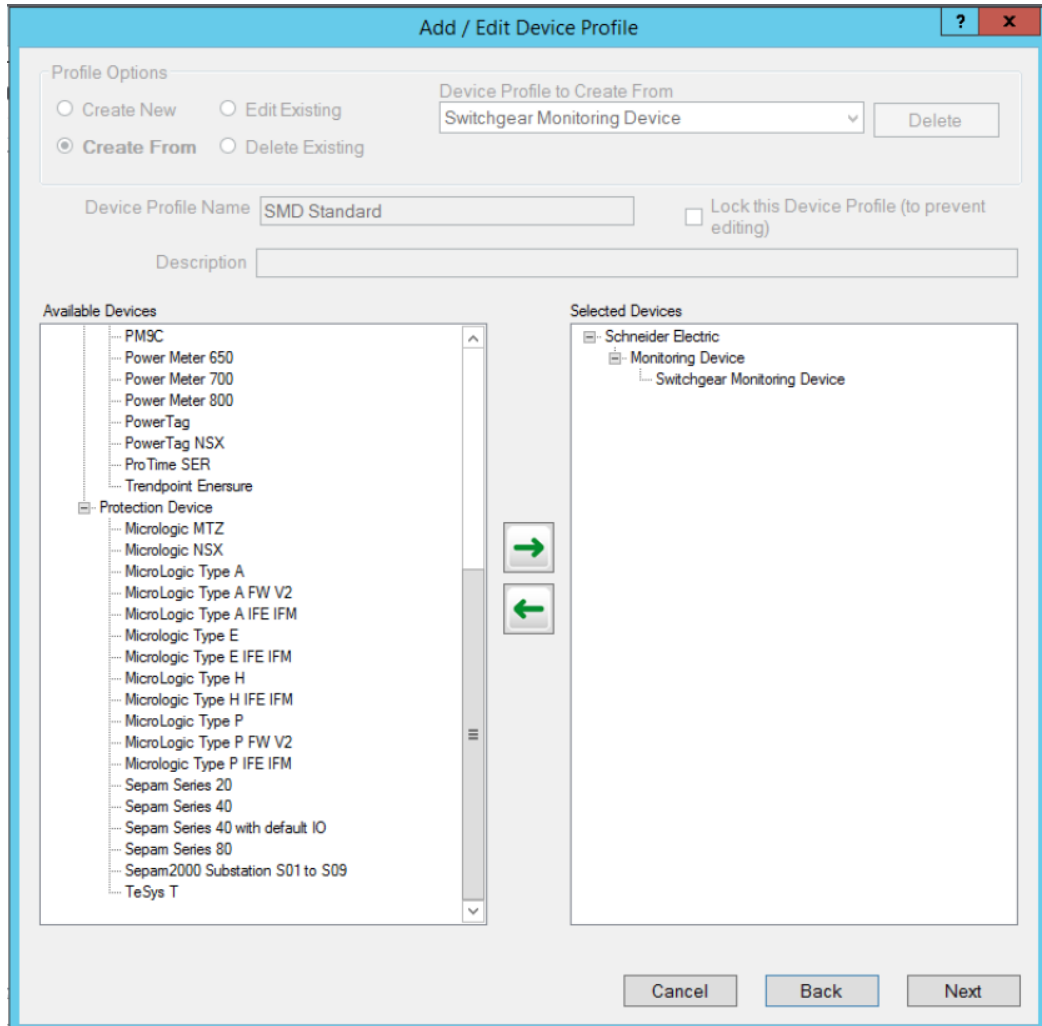 Add / Edit Device Profile
?
x
Profile Options
Create New
Edit Existing
Create From
Delete Existing
Device Profile to Create From
Switchgear Monitoring Device
Delete
Device Profile Name
SMD Standard
Lock this Device Profile (to prevent
editing)
Description
Available Devices
PM9C
Power Meter 650
Power Meter 700
Power Meter 800
PowerTag
PowerTag NSX
ProTime SER
Trendpoint Enersure
Protection Device
Micrologic MTZ
Micrologic NSX
MicroLogic Type A
MicroLogic Type A FW V2
MicroLogic Type A IFE IFM
Micrologic Type E
Micrologic Type E IFE IFM
MicroLogic Type H
Micrologic Type H IFE IFM
MicroLogic Type P
MicroLogic Type P FW V2
Micrologic Type P IFE IFM
Sepam Series 20
Sepam Series 40
Sepam Series 40 with default IO
Sepam Series 80
Sepam2000 Substation S01 to S09
TeSys T
Selected Devices
Schneider Electric
Monitoring Device
Switchgear Monitoring Device
Cancel
Back
Next